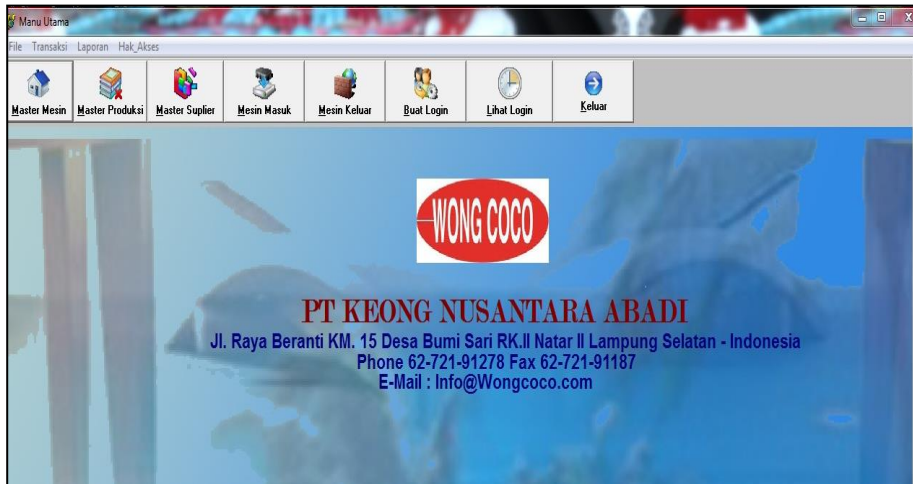 Manu Utama
File Transaksi Laporan Hak_Akses
Master Mesin Master Produksi Master Suplier Mesin Masuk Mesin Keluar Buat Login Lihat Login Keluar
WONG COCO
PT KEONG NUSANTARA ABADI
Jl. Raya Beranti KM. 15 Desa Bumi Sari RK.II Natar II Lampung Selatan - Indonesia
Phone 62-721-91278 Fax 62-721-91187
E-Mail : Info@Wongcoco.com